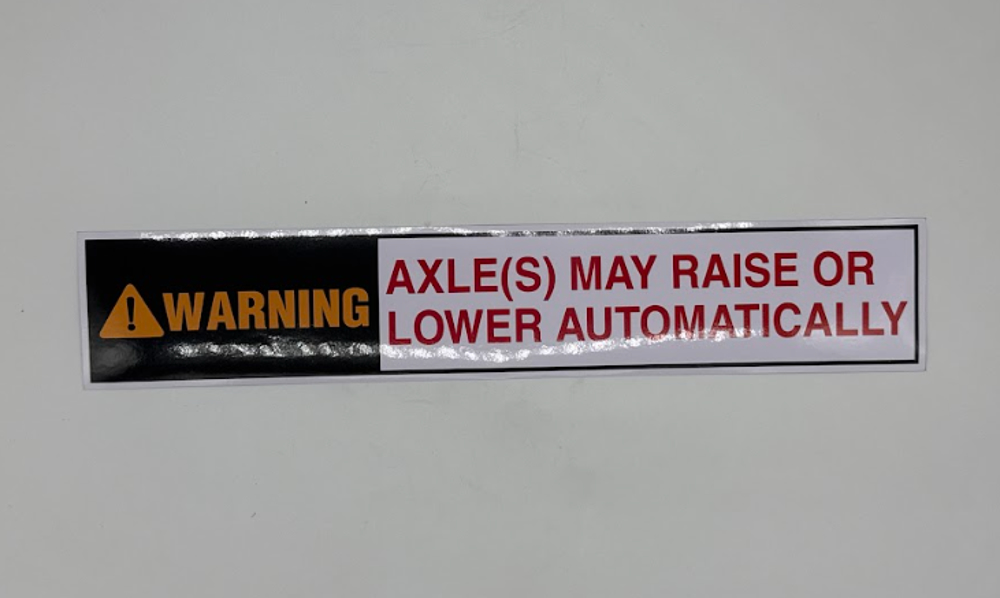 WARNING
AXLE(S) MAY RAISE OR
LOWER AUTOMATICALLY